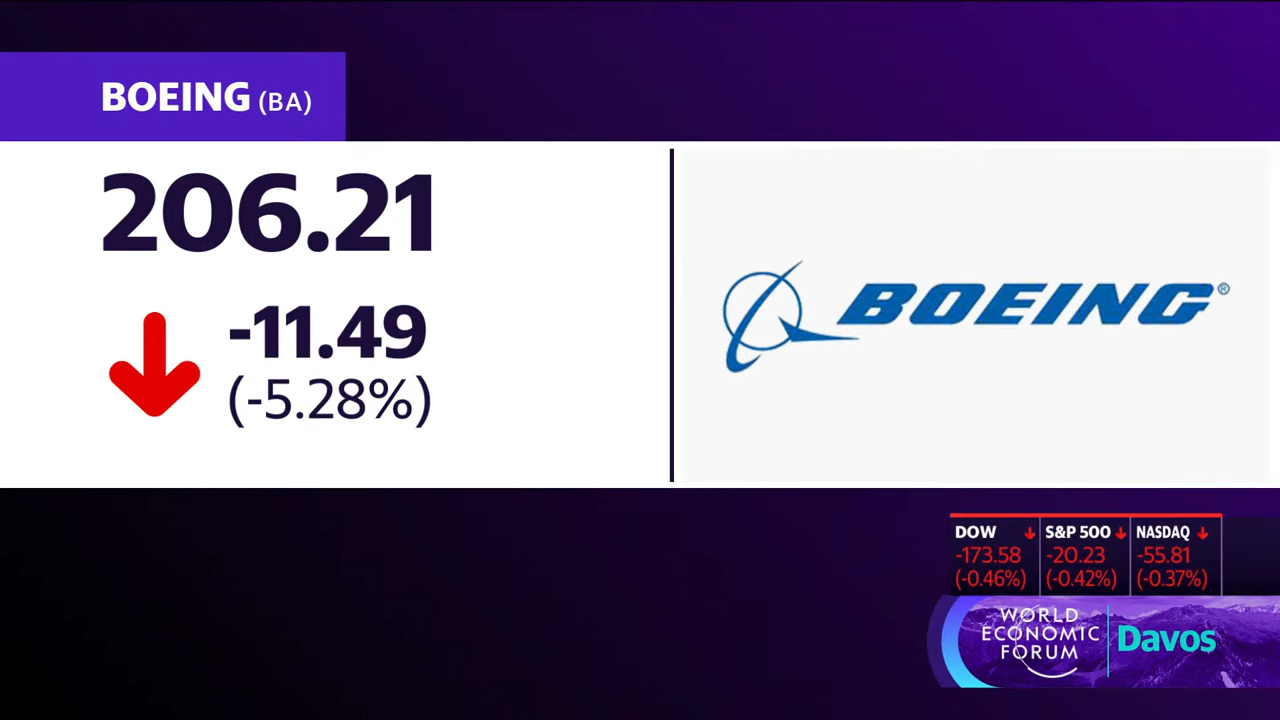 BOEING (BA)
206.21
-11.49
(-5.28%)
BOEING®
DOW S&P 500 NASDAQ
-173.58 -20.23 -55.81
(-0.46%) (-0.42%) (-0.37%)
WORLD
ECONOMIC
FORUM
Davos